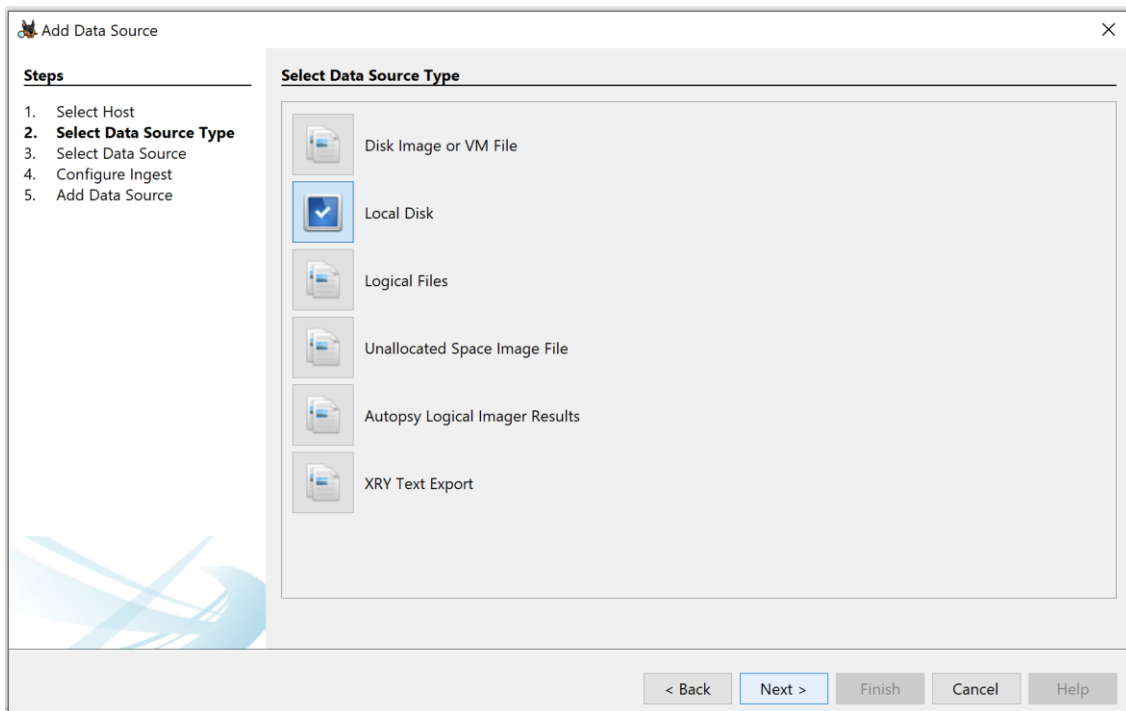 Add Data Source
Steps
1. Select Host
2. Select Data Source Type
3. Select Data Source
4. Configure Ingest
5. Add Data Source
Select Data Source Type
Disk Image or VM File
Local Disk
Logical Files
Unallocated Space Image File
Autopsy Logical Imager Results
XRY Text Export
< Back
Next >
Finish
Cancel
Help